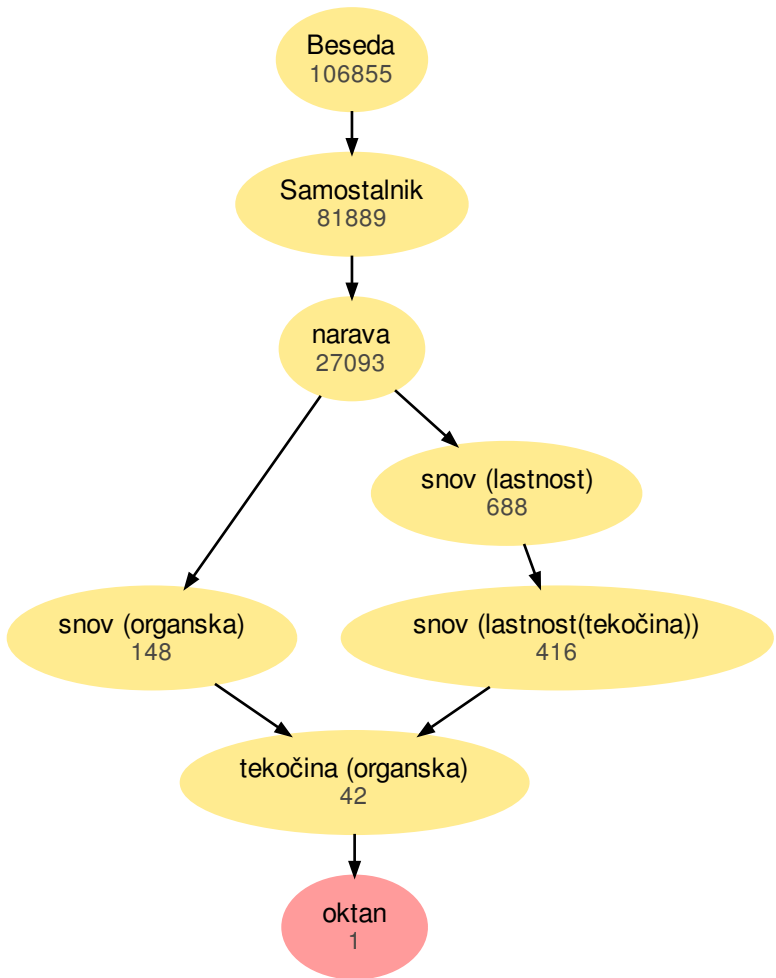 Beseda
106855
Samostalnik
81889
narava
27093
snov (lastnost)
688
snov (organska)
148
snov (lastnost(tekočina))
416
tekočina (organska)
42
oktan
1